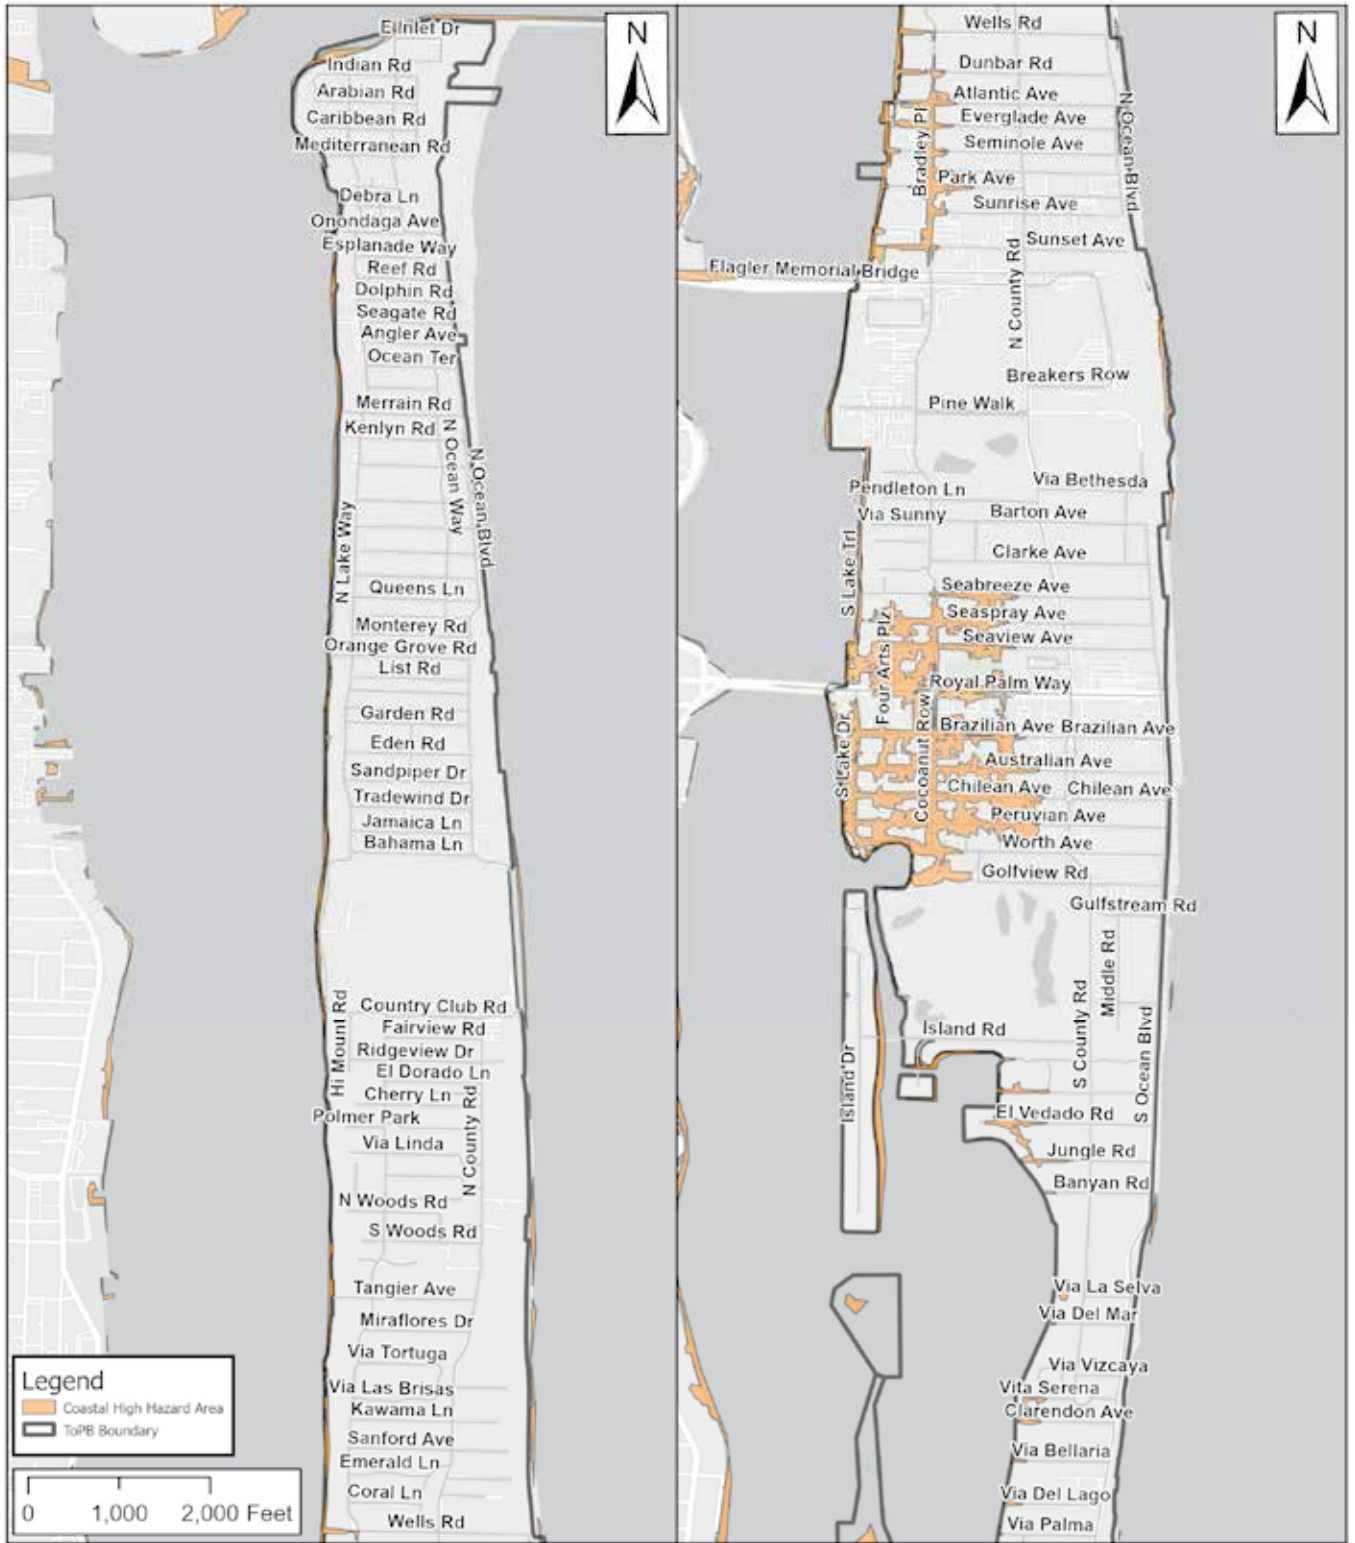 E Inlet Dr
Indian Rd
Arabian Rd
Caribbean Rd
Mediterranean Rd
Debra Ln
Onondaga Ave
Esplanade Way
Reef Rd
Dolphin Rd
Seagate Rd
Angler Ave
Ocean Ter
Merrain Rd
Kenlyn Rd
N Ocean Way
N Ocean Blvd
N Lake Way
Queens Ln
Monterey Rd
Orange Grove Rd
List Rd
Garden Rd
Eden Rd
Sandpiper Dr
Tradewind Dr
Jamaica Ln
Bahama Ln
Hi Mount Rd
Country Club Rd
Fairview Rd
Ridgeview Dr
El Dorado Ln
Cherry Ln
Polmer Park
Via Linda
N County Rd
N Woods Rd
S Woods Rd
Tangier Ave
Miraflores Dr
Via Tortuga
Via Las Brisas
Kawama Ln
Sanford Ave
Emerald Ln
Coral Ln
Wells Rd
N
Legend
Coastal High Hazard Area
ToPB Boundary
0 1,000 2,000 Feet
Wells Rd
Dunbar Rd
Atlantic Ave
Everglade Ave
Seminole Ave
Bradley Pl
Park Ave
Sunrise Ave
N Ocean Blvd
Sunset Ave
Flagler Memorial Bridge
N County Rd
Breakers Row
Pine Walk
Via Bethesda
Pendleton Ln
Via Sunny
Barton Ave
Clarke Ave
S Lake Trl
Seabreeze Ave
Seaspray Ave
Seaview Ave
Four Arts Plz
Royal Palm Way
S Lake Dr
Cocoanut Row
Brazilian Ave Brazilian Ave
Australian Ave
Chilean Ave Chilean Ave
Peruvian Ave
Worth Ave
Golfview Rd
Gulfstream Rd
Middle Rd
S County Rd
Island Rd
Island Dr
S Ocean Blvd
El Vedado Rd
Jungle Rd
Banyan Rd
Via La Selva
Via Del Mar
Via Vizcaya
Vita Serena
Clarendon Ave
Via Bellaria
Via Del Lago
Via Palma
N